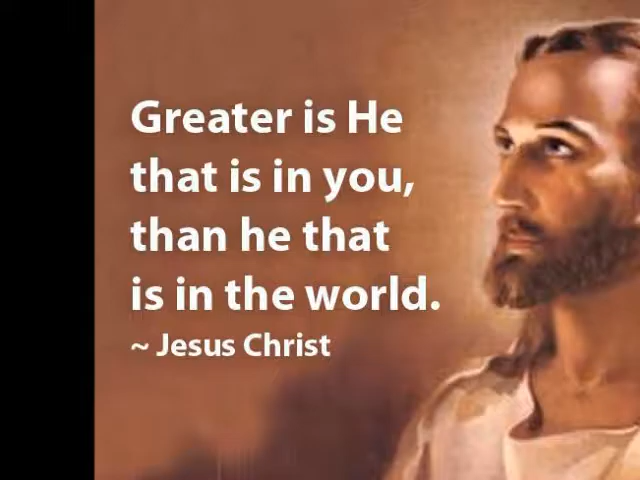 Greater is He
that is in you,
than he that
is in the world.
~ Jesus Christ